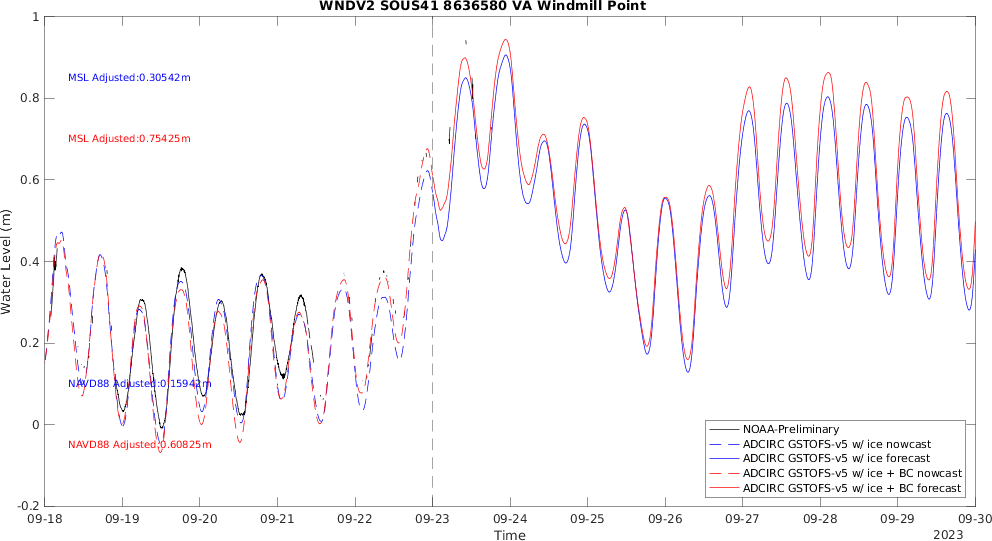 WNDV2 SOUS41 8636580 VA Windmill Point
1
0.8
0.6
0.4
0.2
0
-0.2
Water Level (m)
MSL Adjusted:0.30542m
MSL Adjusted:0.75425m
NAVD88 Adjusted:0.15942m
NAVD88 Adjusted:0.60825m
NOAA-Preliminary
ADCIRC GSTOFS-v5 w/ ice nowcast
ADCIRC GSTOFS-v5 w/ ice forecast
ADCIRC GSTOFS-v5 w/ ice + BC nowcast
ADCIRC GSTOFS-v5 w/ ice + BC forecast
09-18 09-19 09-20 09-21 09-22 09-23 09-24 09-25 09-26 09-27 09-28 09-29 09-30
Time
2023